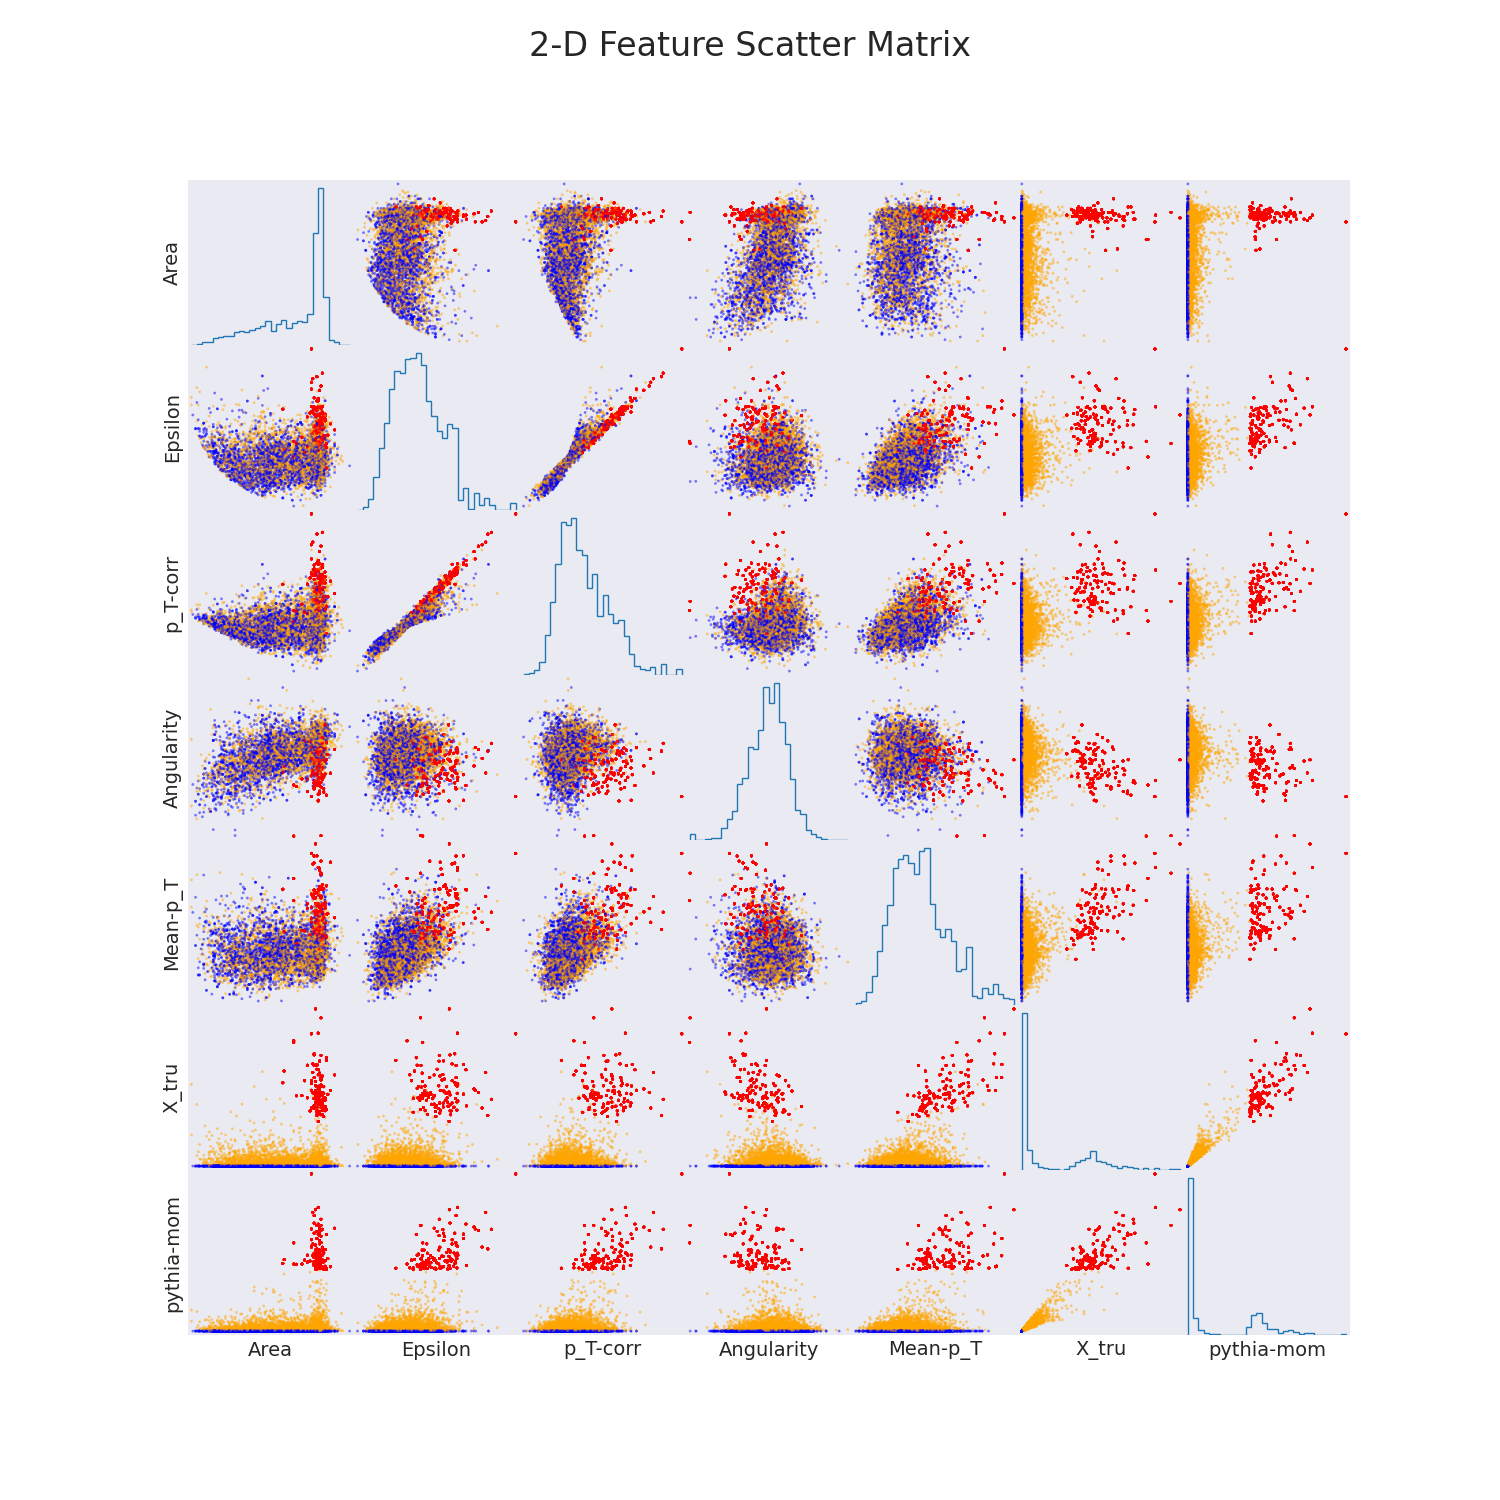 2-D Feature Scatter Matrix
Area
Epsilon
p_T-corr
Angularity
Mean-p_T
X_tru
pythia-mom
Area
Epsilon
p_T-corr
Angularity
Mean-p_T
X_tru
pythia-mom